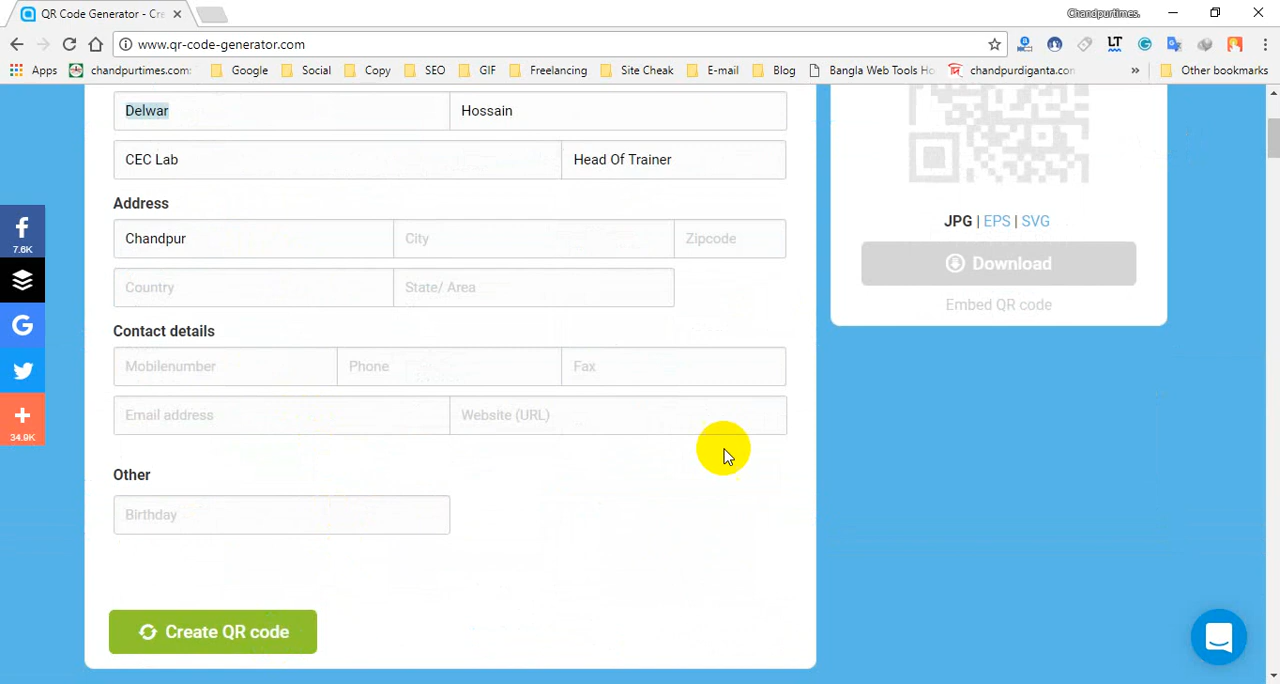 QR Code Generator - Cre
Chandpurtimes.
www.qr-code-generator.com
LT
Apps chandpurtimes.com: Google Social Copy SEO GIF Freelancing Site Cheak E-mail Blog Bangla Web Tools Ho chandpurdiganta.con » Other bookmarks
Delwar Hossain
CEC Lab Head Of Trainer
Address
Chandpur City Zipcode
Country State/ Area
Contact details
Mobilenumber Phone Fax
Email address Website (URL)
Other
Birthday
Create QR code
JPG | EPS | SVG
Download
Embed QR code
7.6K
34.9K